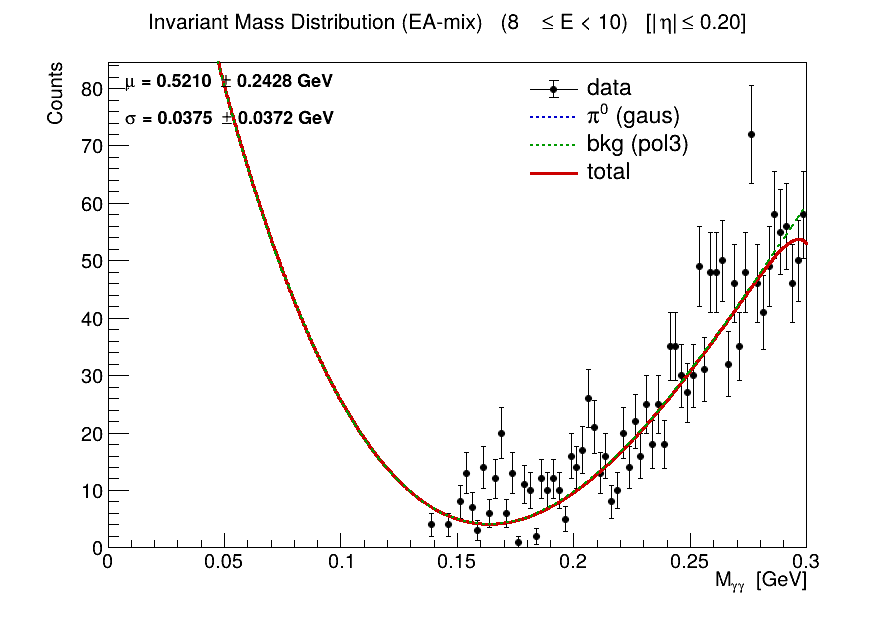 Invariant Mass Distribution (EA-mix) (8 ≤ E < 10) [|η| ≤ 0.20]
Counts
μ = 0.5210 ± 0.2428 GeV
σ = 0.0375 ± 0.0372 GeV
data
π⁰ (gaus)
bkg (pol3)
total
80
70
60
50
40
30
20
10
0
0 0.05 0.1 0.15 0.2 0.25 0.3
Mγγ [GeV]